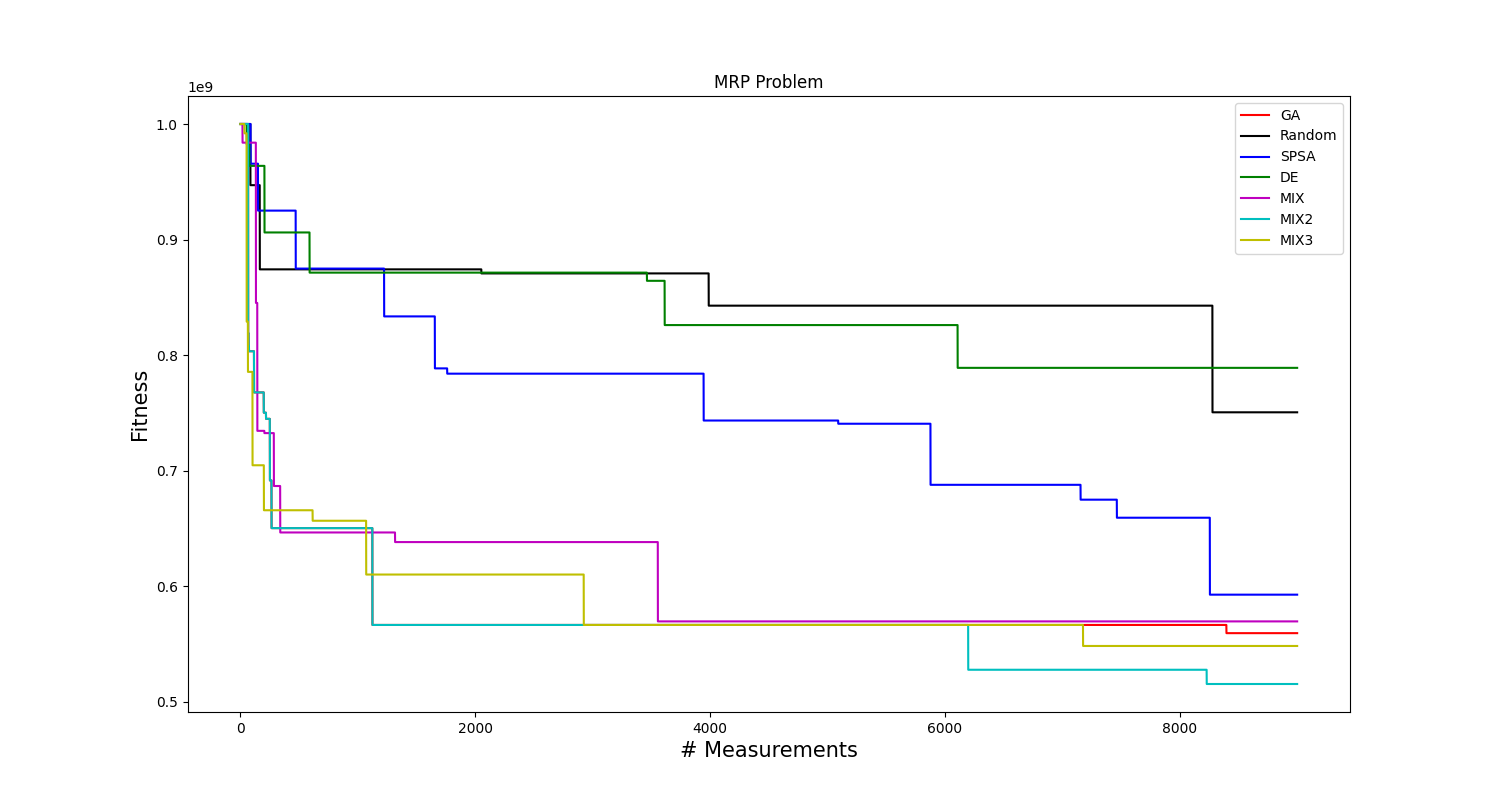 MRP Problem
1e9
1.0
0.9
0.8
0.7
0.6
0.5
Fitness
0
2000
4000
6000
8000
# Measurements
GA
Random
SPSA
DE
MIX
MIX2
MIX3